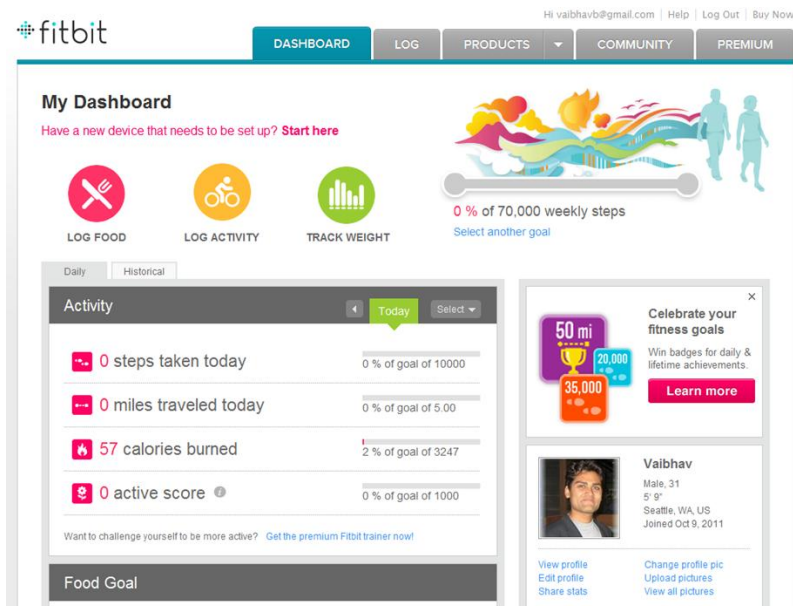 Hi vaibhavb@gmail.com | Help | Log Out | Buy Now
fitbit
DASHBOARD LOG PRODUCTS COMMUNITY PREMIUM
My Dashboard
Have a new device that needs to be set up? Start here
LOG FOOD LOG ACTIVITY TRACK WEIGHT
0 % of 70,000 weekly steps
Select another goal
Daily Historical
Activity Today Select
0 steps taken today 0 % of goal of 10000
0 miles traveled today 0 % of goal of 5.00
57 calories burned 2 % of goal of 3247
0 active score 0 % of goal of 1000
Want to challenge yourself to be more active? Get the premium Fitbit trainer now!
Food Goal
50 mi
20,000
35,000
Celebrate your
fitness goals
Win badges for daily &
lifetime achievements.
Learn more
Vaibhav
Male, 31
5' 9"
Seattle, WA, US
Joined Oct 9, 2011
View profile Change profile pic
Edit profile Upload pictures
Share stats View all pictures